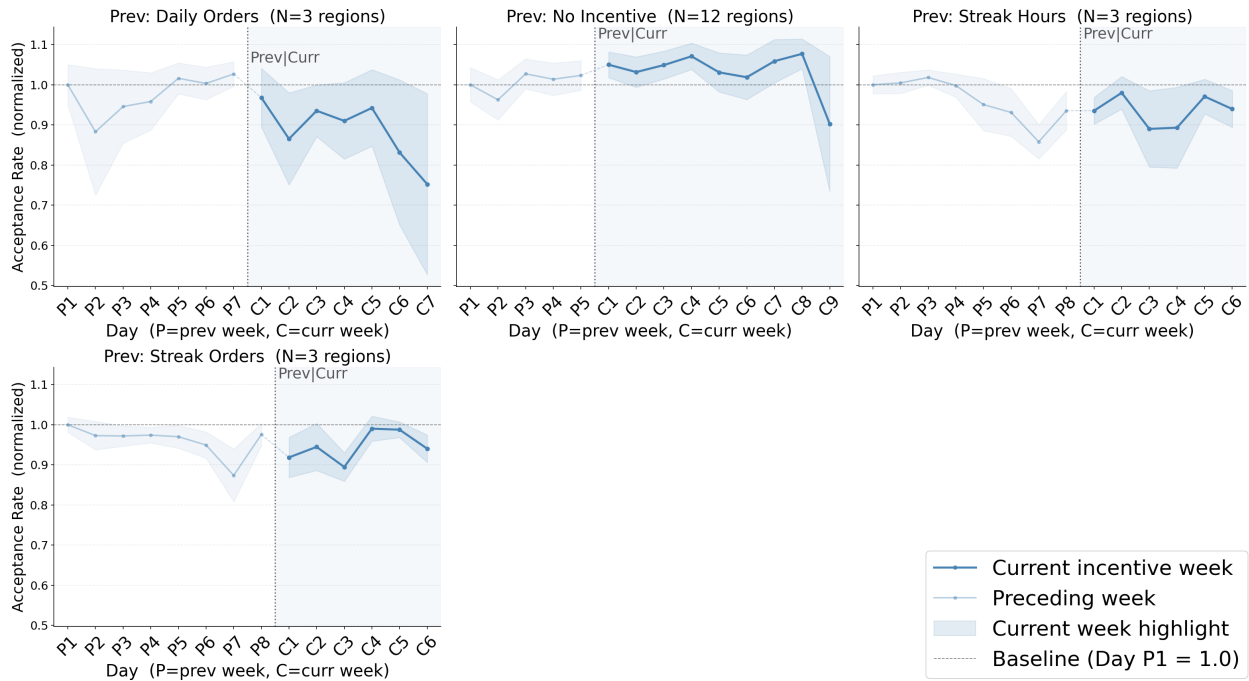 Prev: Daily Orders (N=3 regions)
Prev: No Incentive (N=12 regions)
Prev: Streak Hours (N=3 regions)
Prev|Curr
Prev|Curr
Prev|Curr
Acceptance Rate (normalized)
1.1
1.0
0.9
0.8
0.7
0.6
0.5
P1 P2 P3 P4 P5 P6 P7 C1 C2 C3 C4 C5 C6 C7
P1 P2 P3 P4 P5 C1 C2 C3 C4 C5 C6 C7 C8 C9
P1 P2 P3 P4 P5 P6 P7 P8 C1 C2 C3 C4 C5 C6
Day (P=prev week, C=curr week)
Day (P=prev week, C=curr week)
Day (P=prev week, C=curr week)
Prev: Streak Orders (N=3 regions)
Prev|Curr
Acceptance Rate (normalized)
1.1
1.0
0.9
0.8
0.7
0.6
0.5
P1 P2 P3 P4 P5 P6 P7 P8 C1 C2 C3 C4 C5 C6
Day (P=prev week, C=curr week)
Current incentive week
Preceding week
Current week highlight
Baseline (Day P1 = 1.0)